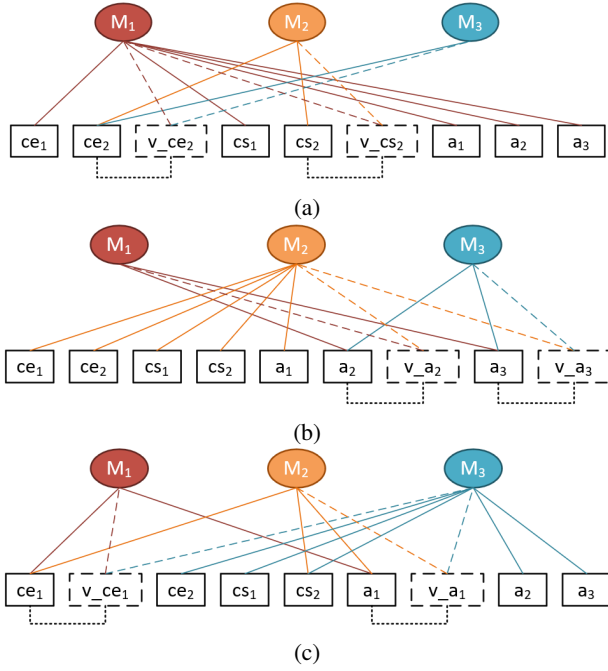 M₁ M₂ M₃
ce₁ ce₂ v_ce₂ cs₁ cs₂ v_cs₂ a₁ a₂ a₃
(a)
M₁ M₂ M₃
ce₁ ce₂ cs₁ cs₂ a₁ a₂ v_a₂ a₃ v_a₃
(b)
M₁ M₂ M₃
ce₁ v_ce₁ ce₂ cs₁ cs₂ a₁ v_a₁ a₂ a₃
(c)